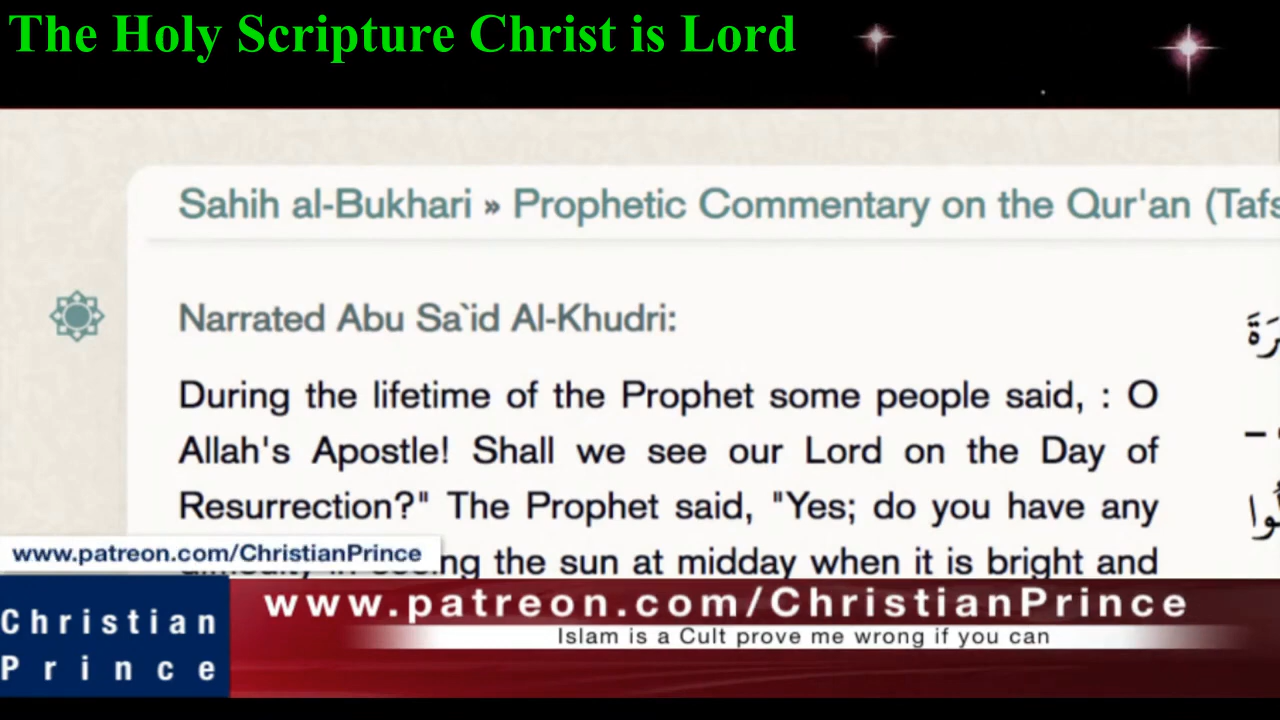 The Holy Scripture Christ is Lord
Sahih al-Bukhari » Prophetic Commentary on the Qur'an (Tafs
Narrated Abu Sa`id Al-Khudri:
During the lifetime of the Prophet some people said, : O
Allah's Apostle! Shall we see our Lord on the Day of
Resurrection?" The Prophet said, "Yes; do you have any
the sun at midday when it is bright and
www.patreon.com/ChristianPrince
Christian
Prince
www.patreon.com/ChristianPrince
Islam is a Cult prove me wrong if you can